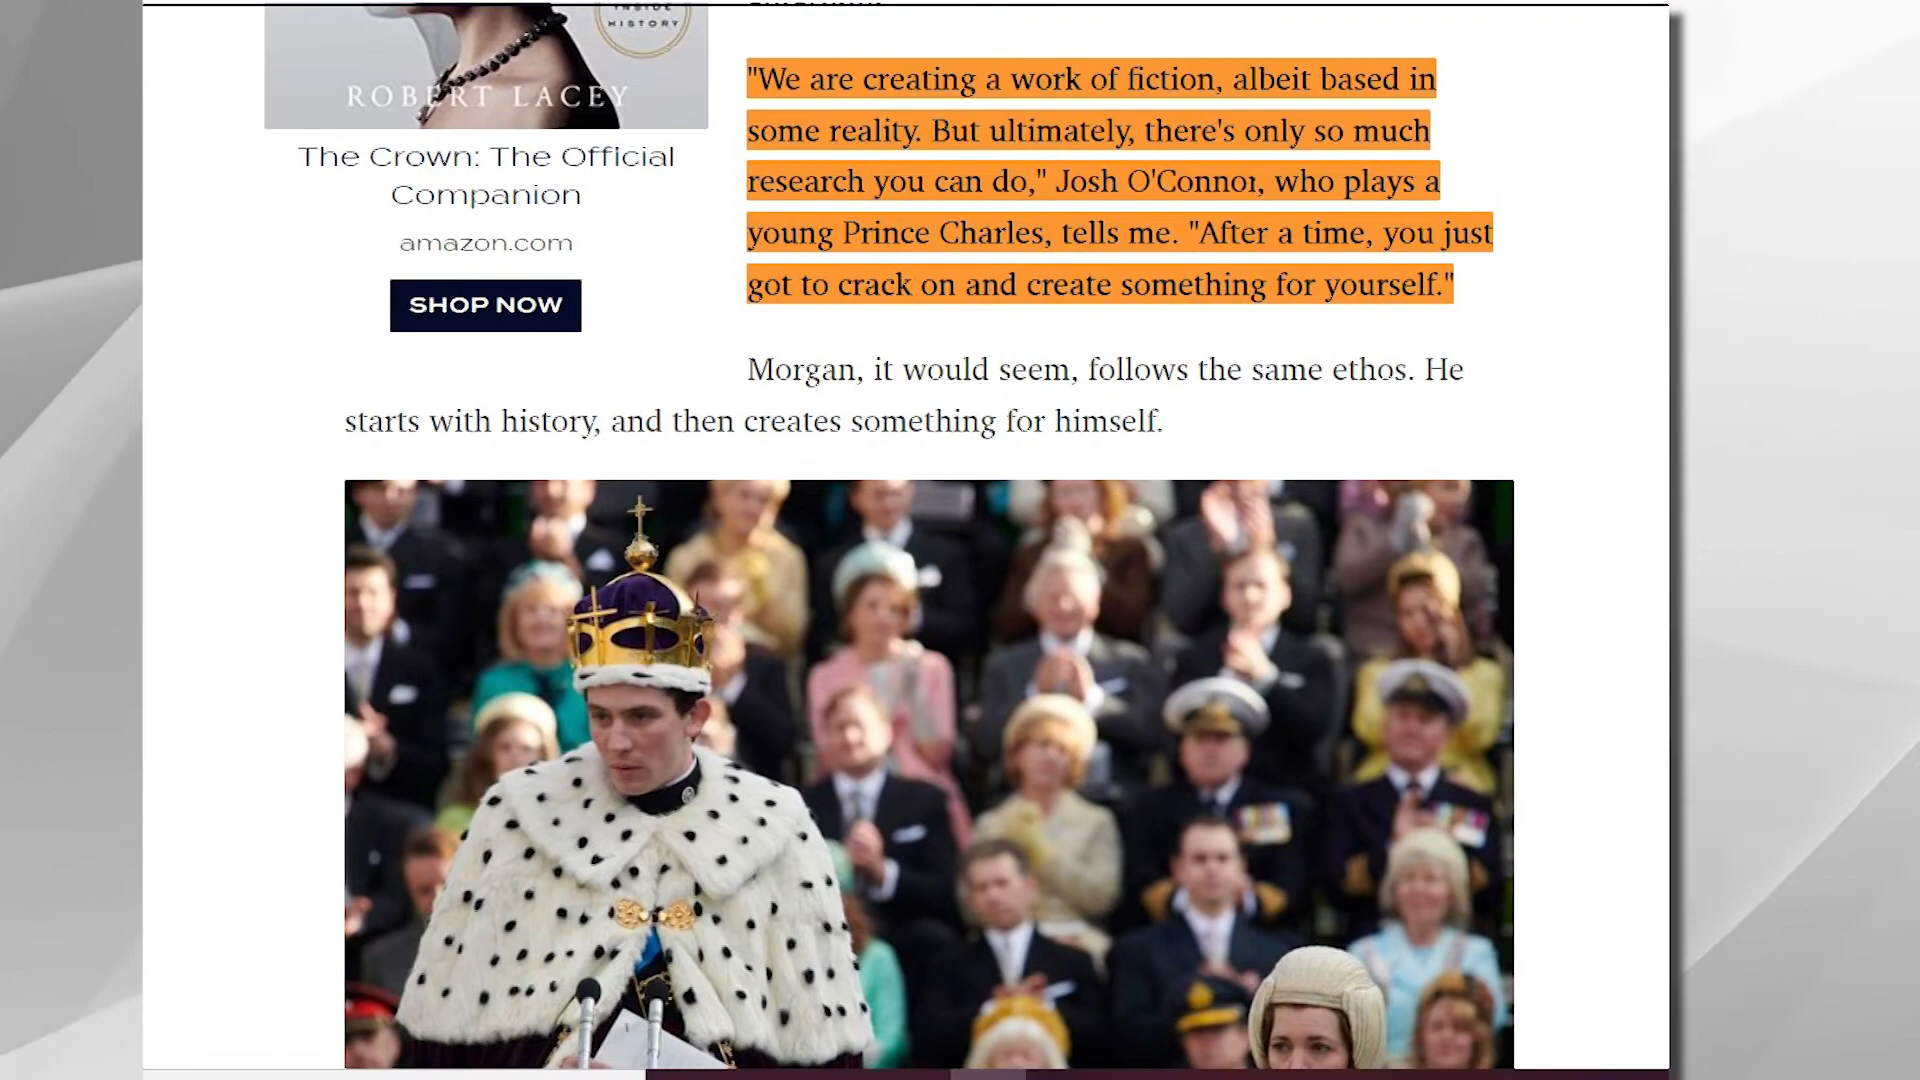 INSIDE
HISTORY
ROBERT LACEY
The Crown: The Official
Companion
amazon.com
SHOP NOW
"We are creating a work of fiction, albeit based in
some reality. But ultimately, there's only so much
research you can do," Josh O'Connor, who plays a
young Prince Charles, tells me. "After a time, you just
got to crack on and create something for yourself."
Morgan, it would seem, follows the same ethos. He
starts with history, and then creates something for himself.